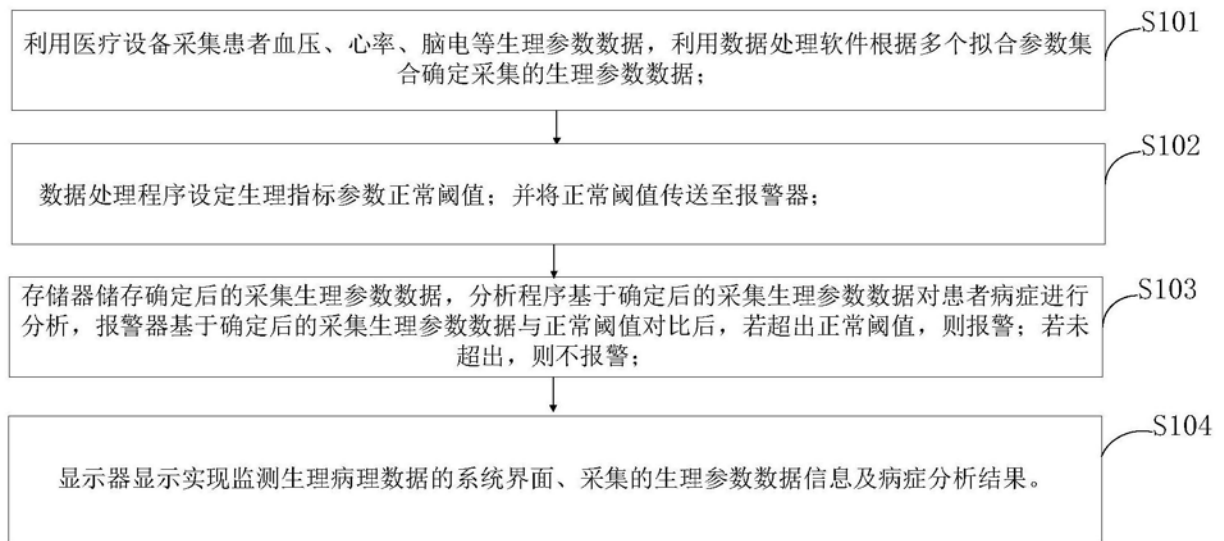 S101
利用医疗设备采集患者血压、心率、脑电等生理参数数据，利用数据处理软件根据多个拟合参数集
合确定采集的生理参数数据；
S102
数据处理程序设定生理指标参数正常阈值；并将正常阈值传送至报警器；
S103
存储器储存确定后的采集生理参数数据，分析程序基于确定后的采集生理参数数据对患者病症进行
分析，报警器基于确定后的采集生理参数数据与正常阈值对比后，若超出正常阈值，则报警；若未
超出，则不报警；
S104
显示器显示实现监测生理病理数据的系统界面、采集的生理参数数据信息及病症分析结果。